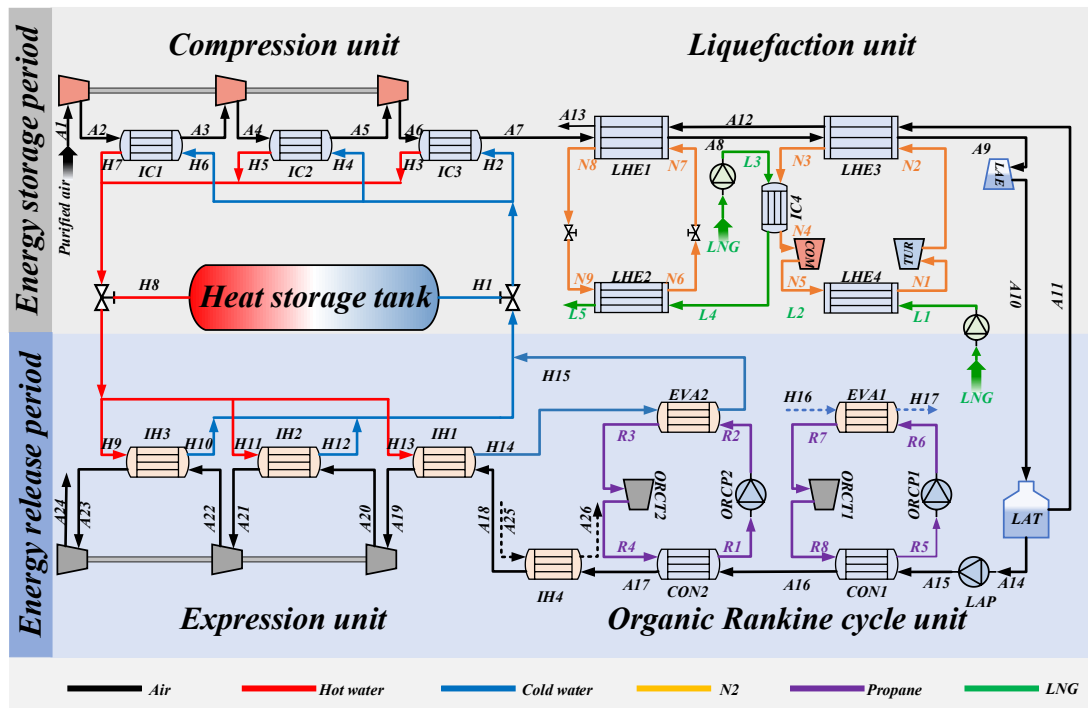 Energy storage period
Energy release period
Compression unit
Liquefaction unit
A1
A2
A3
A4
A5
A6
A7
A13
A12
A8
A9
H7
H6
H5
H4
H3
H2
IC1
IC2
IC3
Purified air
LHE1
LHE3
N8
N7
L3
N3
N2
LAE
IC4
N4
COM
TUR
LNG
N9
LHE2
N6
N5
LHE4
N1
L5
L4
L2
L1
A10
A11
H8
Heat storage tank
H1
LNG
H15
EVA2
H16
EVA1
H17
R3
R2
R7
R6
H9
IH3
H10
H11
IH2
H12
H13
IH1
H14
ORCT2
ORCP2
ORCT1
ORCP1
LAT
A24
A23
A22
A21
A20
A19
A18
A25
A26
R4
R1
R8
R5
IH4
A17
CON2
A16
CON1
A15
LAP
A14
Expression unit
Organic Rankine cycle unit
Air
Hot water
Cold water
N2
Propane
LNG